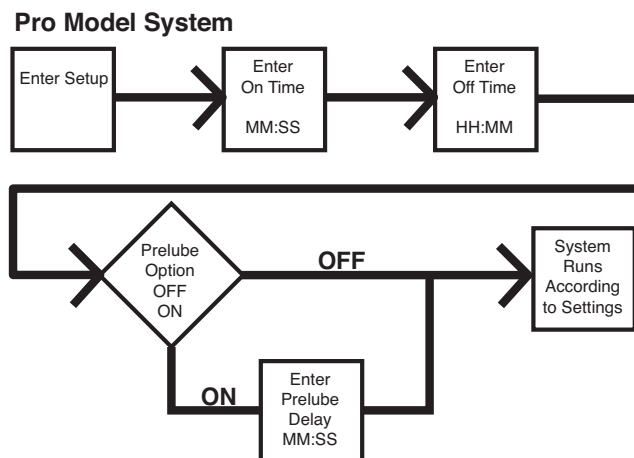 Pro Model System
Enter Setup
Enter
On Time
MM:SS
Enter
Off Time
HH:MM
Prelube
Option
OFF
ON
OFF
System
Runs
According
to Settings
ON
Enter
Prelube
Delay
MM:SS